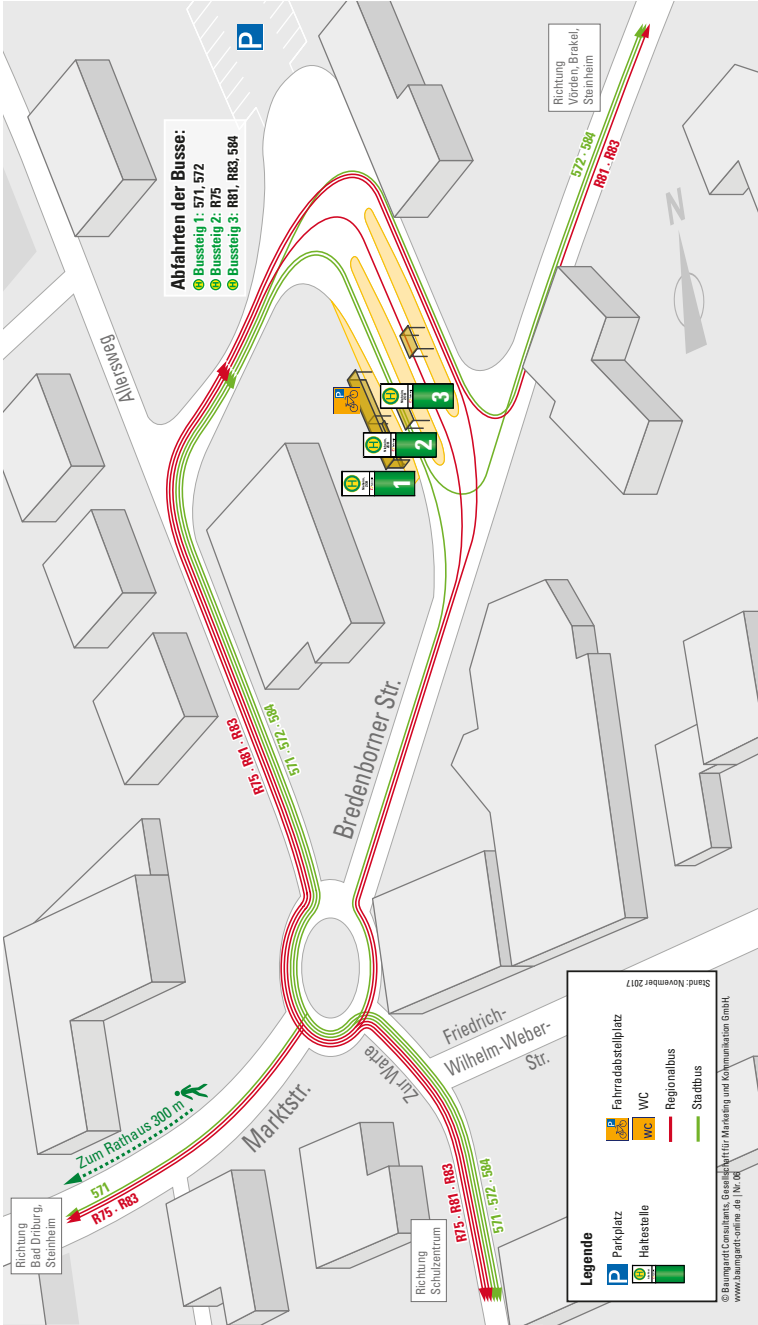 P
Abfahrten der Busse:
H Bussteig 1: 571, 572
H Bussteig 2: R75
H Bussteig 3: R81, R83, 584
Richtung
Vörden, Brakel,
Steinheim
572 · 584
R81 · R83
N
Allersweg
P
H
1
H
2
H
3
R75 · R81 · R83
571 · 572 · 584
Bredenborner Str.
Zum Rathaus 300 m
Marktstr.
571
R75 · R83
Richtung
Bad Driburg,
Steinheim
Zur Warte
Friedrich-
Wilhelm-Weber-
Str.
R75 · R81 · R83
571 · 572 · 584
Richtung
Schulzentrum
Legende
P Parkplatz
H Haltestelle
P Fahrradabstellplatz
WC WC
Regionalbus
Stadtbus
Stand: November 2017
© Baumgardt Consultants, Gesellschaft für Marketing und Kommunikation GmbH,
www.baumgardt-online.de | Nr. 06